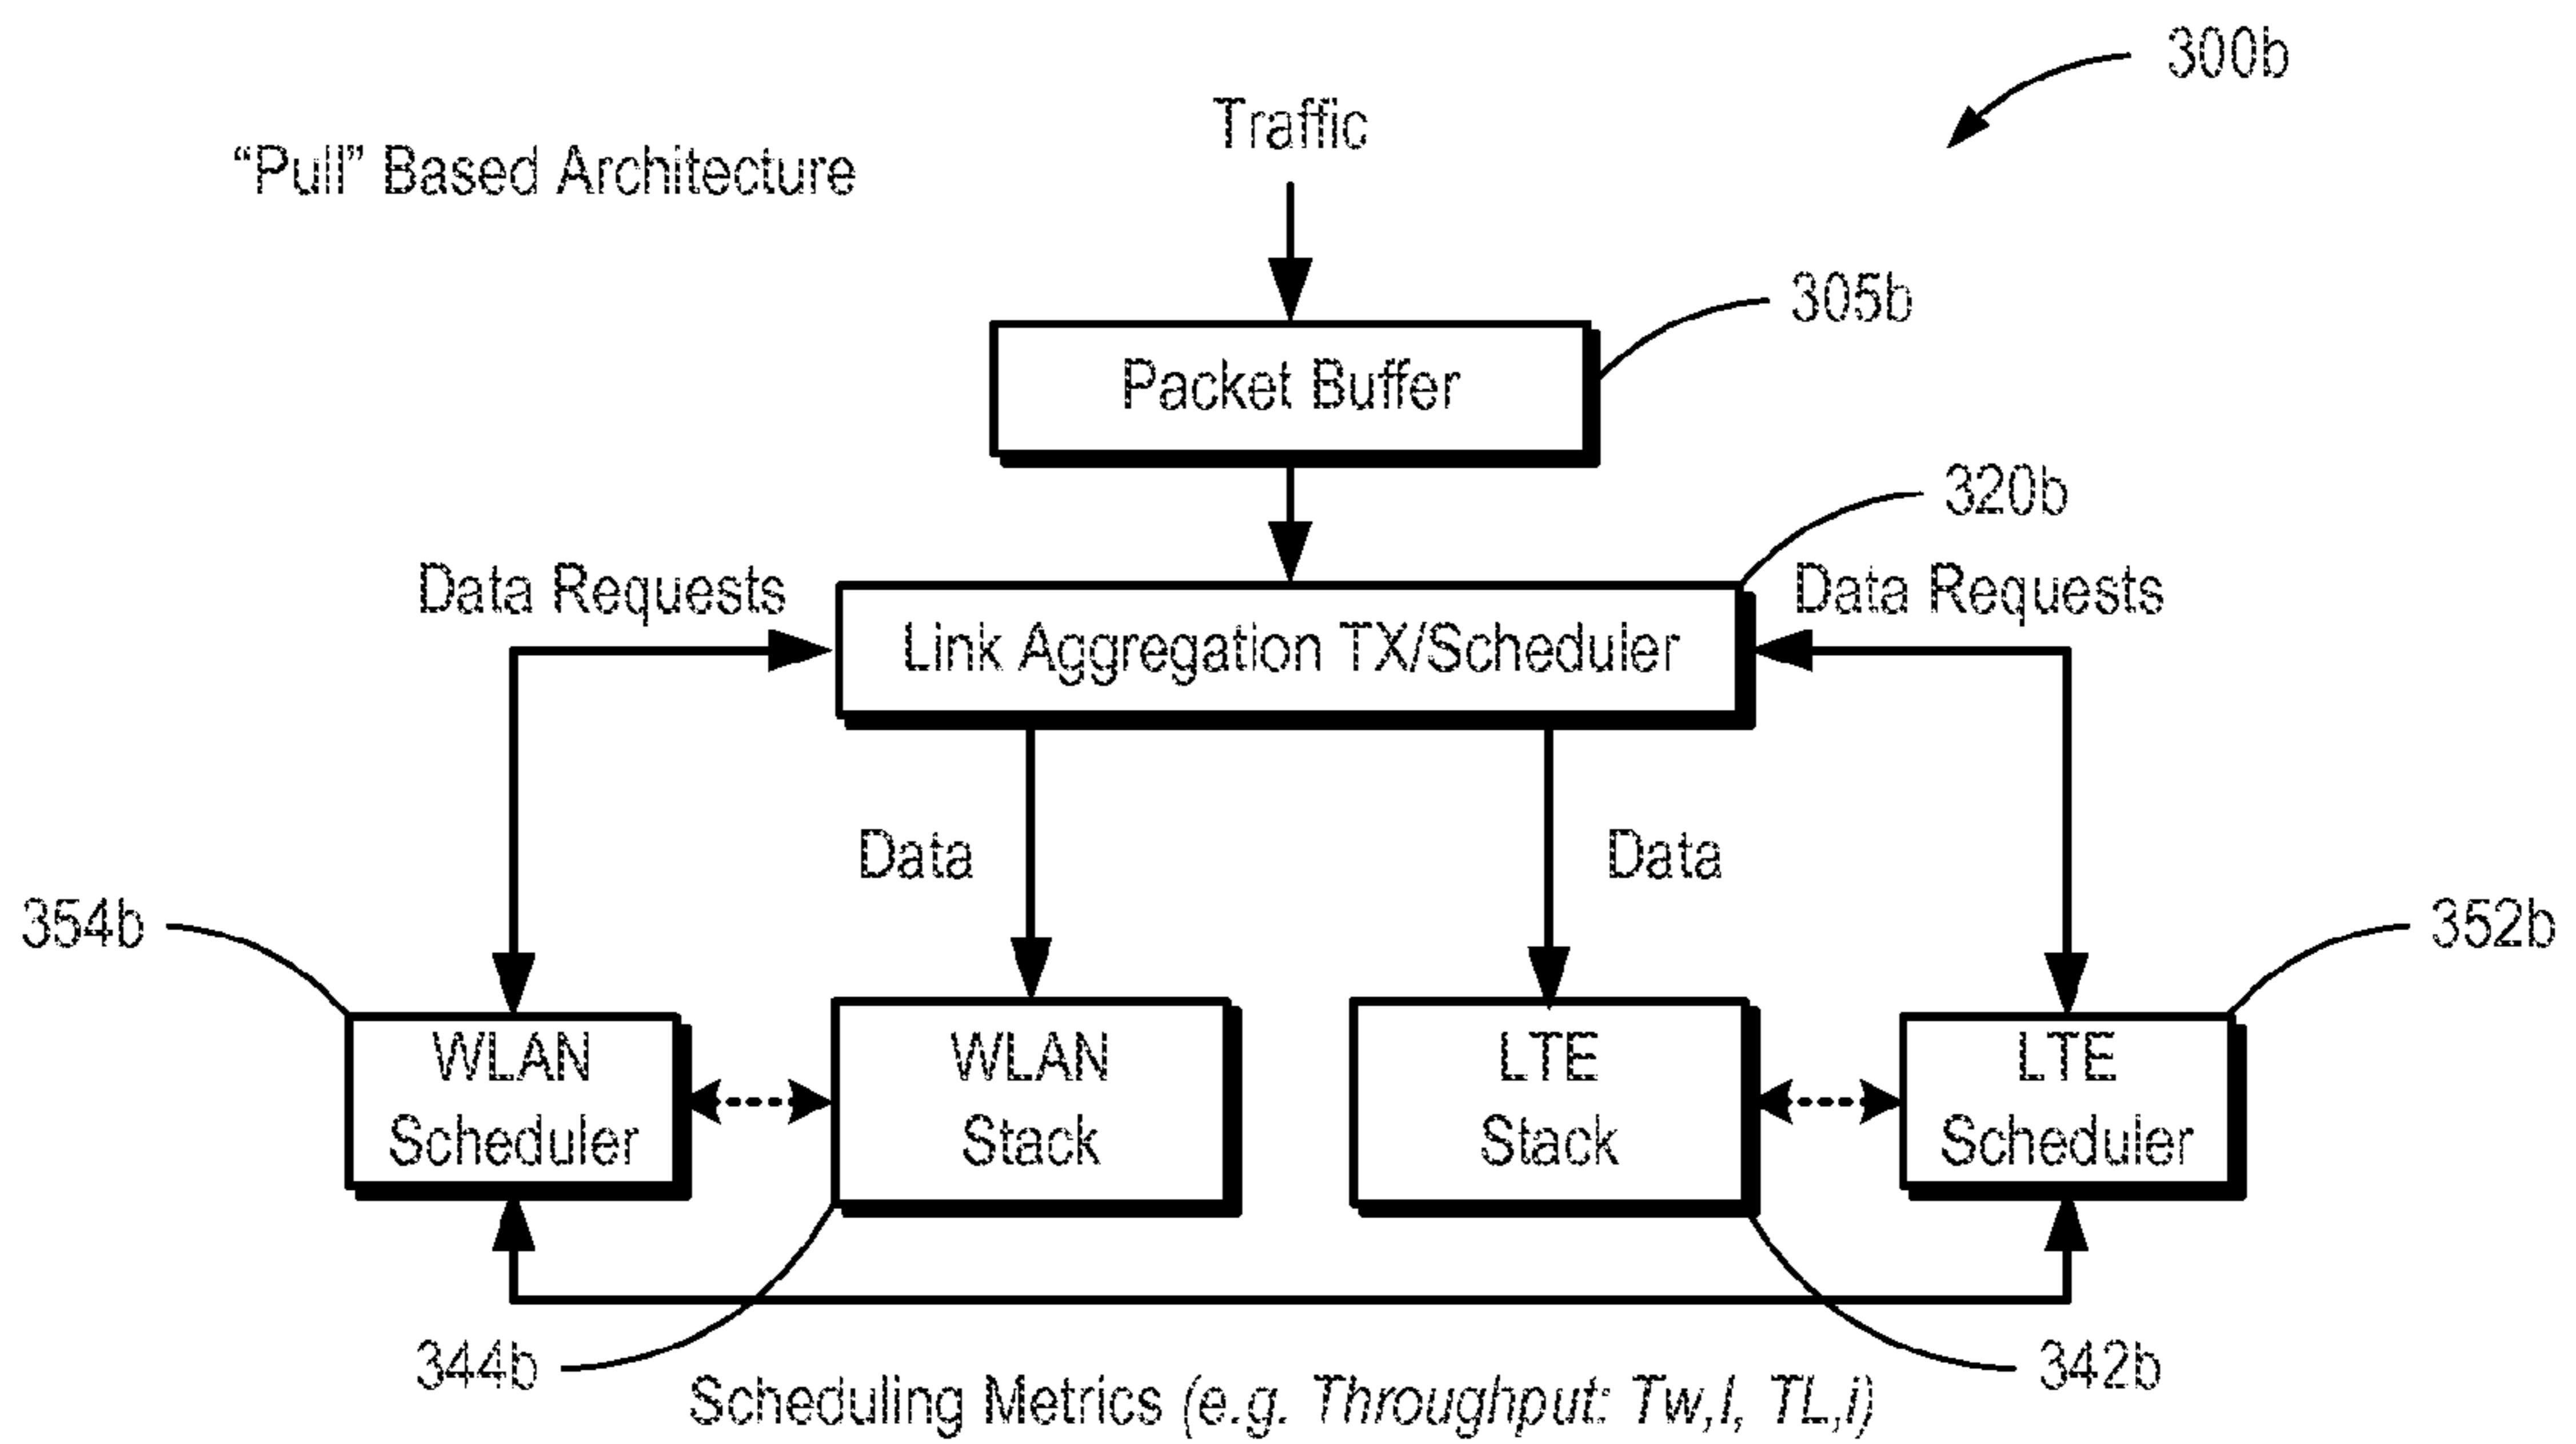 300b
Traffic
“Pull” Based Architecture
305b
Packet Buffer
320b
Data Requests
Data Requests
Link Aggregation TX/Scheduler
Data
Data
354b
352b
WLAN
Scheduler
WLAN
Stack
LTE
Stack
LTE
Scheduler
344b
342b
Scheduling Metrics (e.g. Throughput: Tw,I, TL,i)